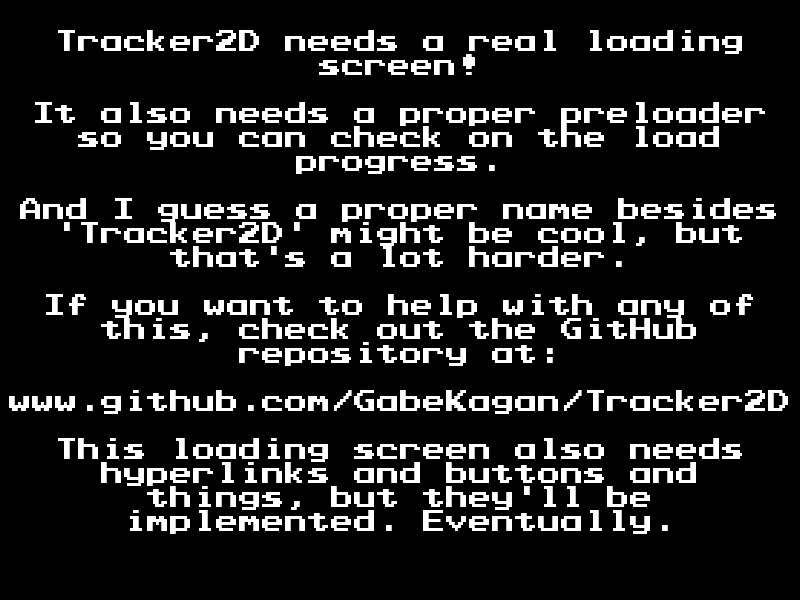 Tracker2D needs a real loading
screen!
It also needs a proper preloader
so you can check on the load
progress.
And I guess a proper name besides
'Tracker2D' might be cool, but
that's a lot harder.
If you want to help with any of
this, check out the GitHub
repository at:
www.github.com/GabeKagan/Tracker2D
This loading screen also needs
hyperlinks and buttons and
things, but they'll be
implemented. Eventually.